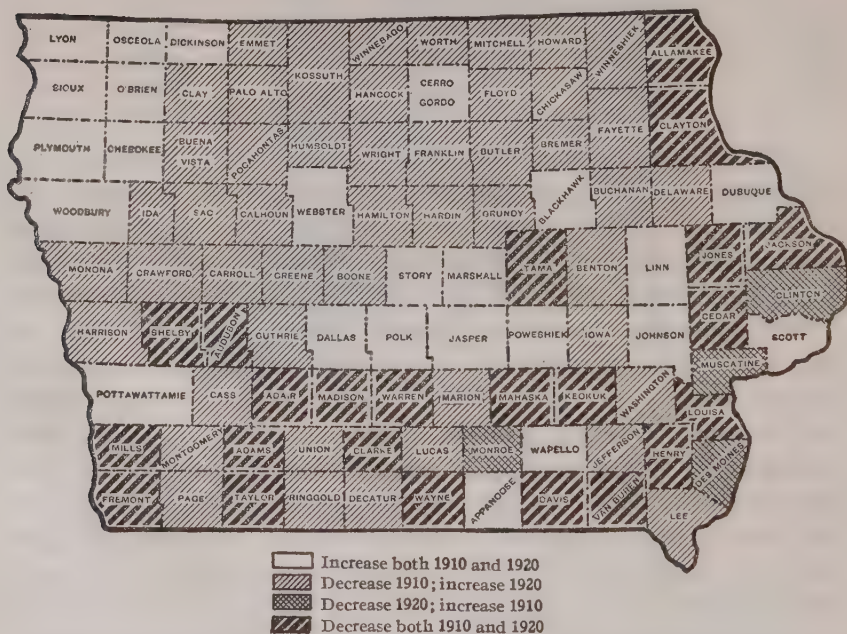 LYON OSCEOLA DICKINSON EMMET WINNEBAGO WORTH MITCHELL HOWARD WINNESHIEK ALLAMAKEE
SIOUX O'BRIEN CLAY PALO ALTO KOSSUTH HANCOCK CERRO GORDO FLOYD CHICKASAW
PLYMOUTH CHEROKEE BUENA VISTA POCAHONTAS HUMBOLDT WRIGHT FRANKLIN BUTLER BREMER FAYETTE CLAYTON
WOODBURY IDA SAC CALHOUN WEBSTER HAMILTON HARDIN GRUNDY BLACKHAWK BUCHANAN DELAWARE DUBUQUE
MONONA CRAWFORD CARROLL GREENE BOONE STORY MARSHALL TAMA BENTON LINN JONES JACKSON
CLINTON
HARRISON SHELBY AUDUBON GUTHRIE DALLAS POLK JASPER POWESHIEK IOWA JOHNSON CEDAR SCOTT
MUSCATINE
POTTAWATTAMIE CASS ADAIR MADISON WARREN MARION MAHASKA KEOKUK WASHINGTON LOUISA
MILLS MONTGOMERY ADAMS UNION CLARKE LUCAS MONROE WAPELLO JEFFERSON HENRY DES MOINES
FREMONT PAGE TAYLOR RINGGOLD DECATUR WAYNE APPANOOSE DAVIS VAN BUREN LEE
Increase both 1910 and 1920
Decrease 1910; increase 1920
Decrease 1920; increase 1910
Decrease both 1910 and 1920